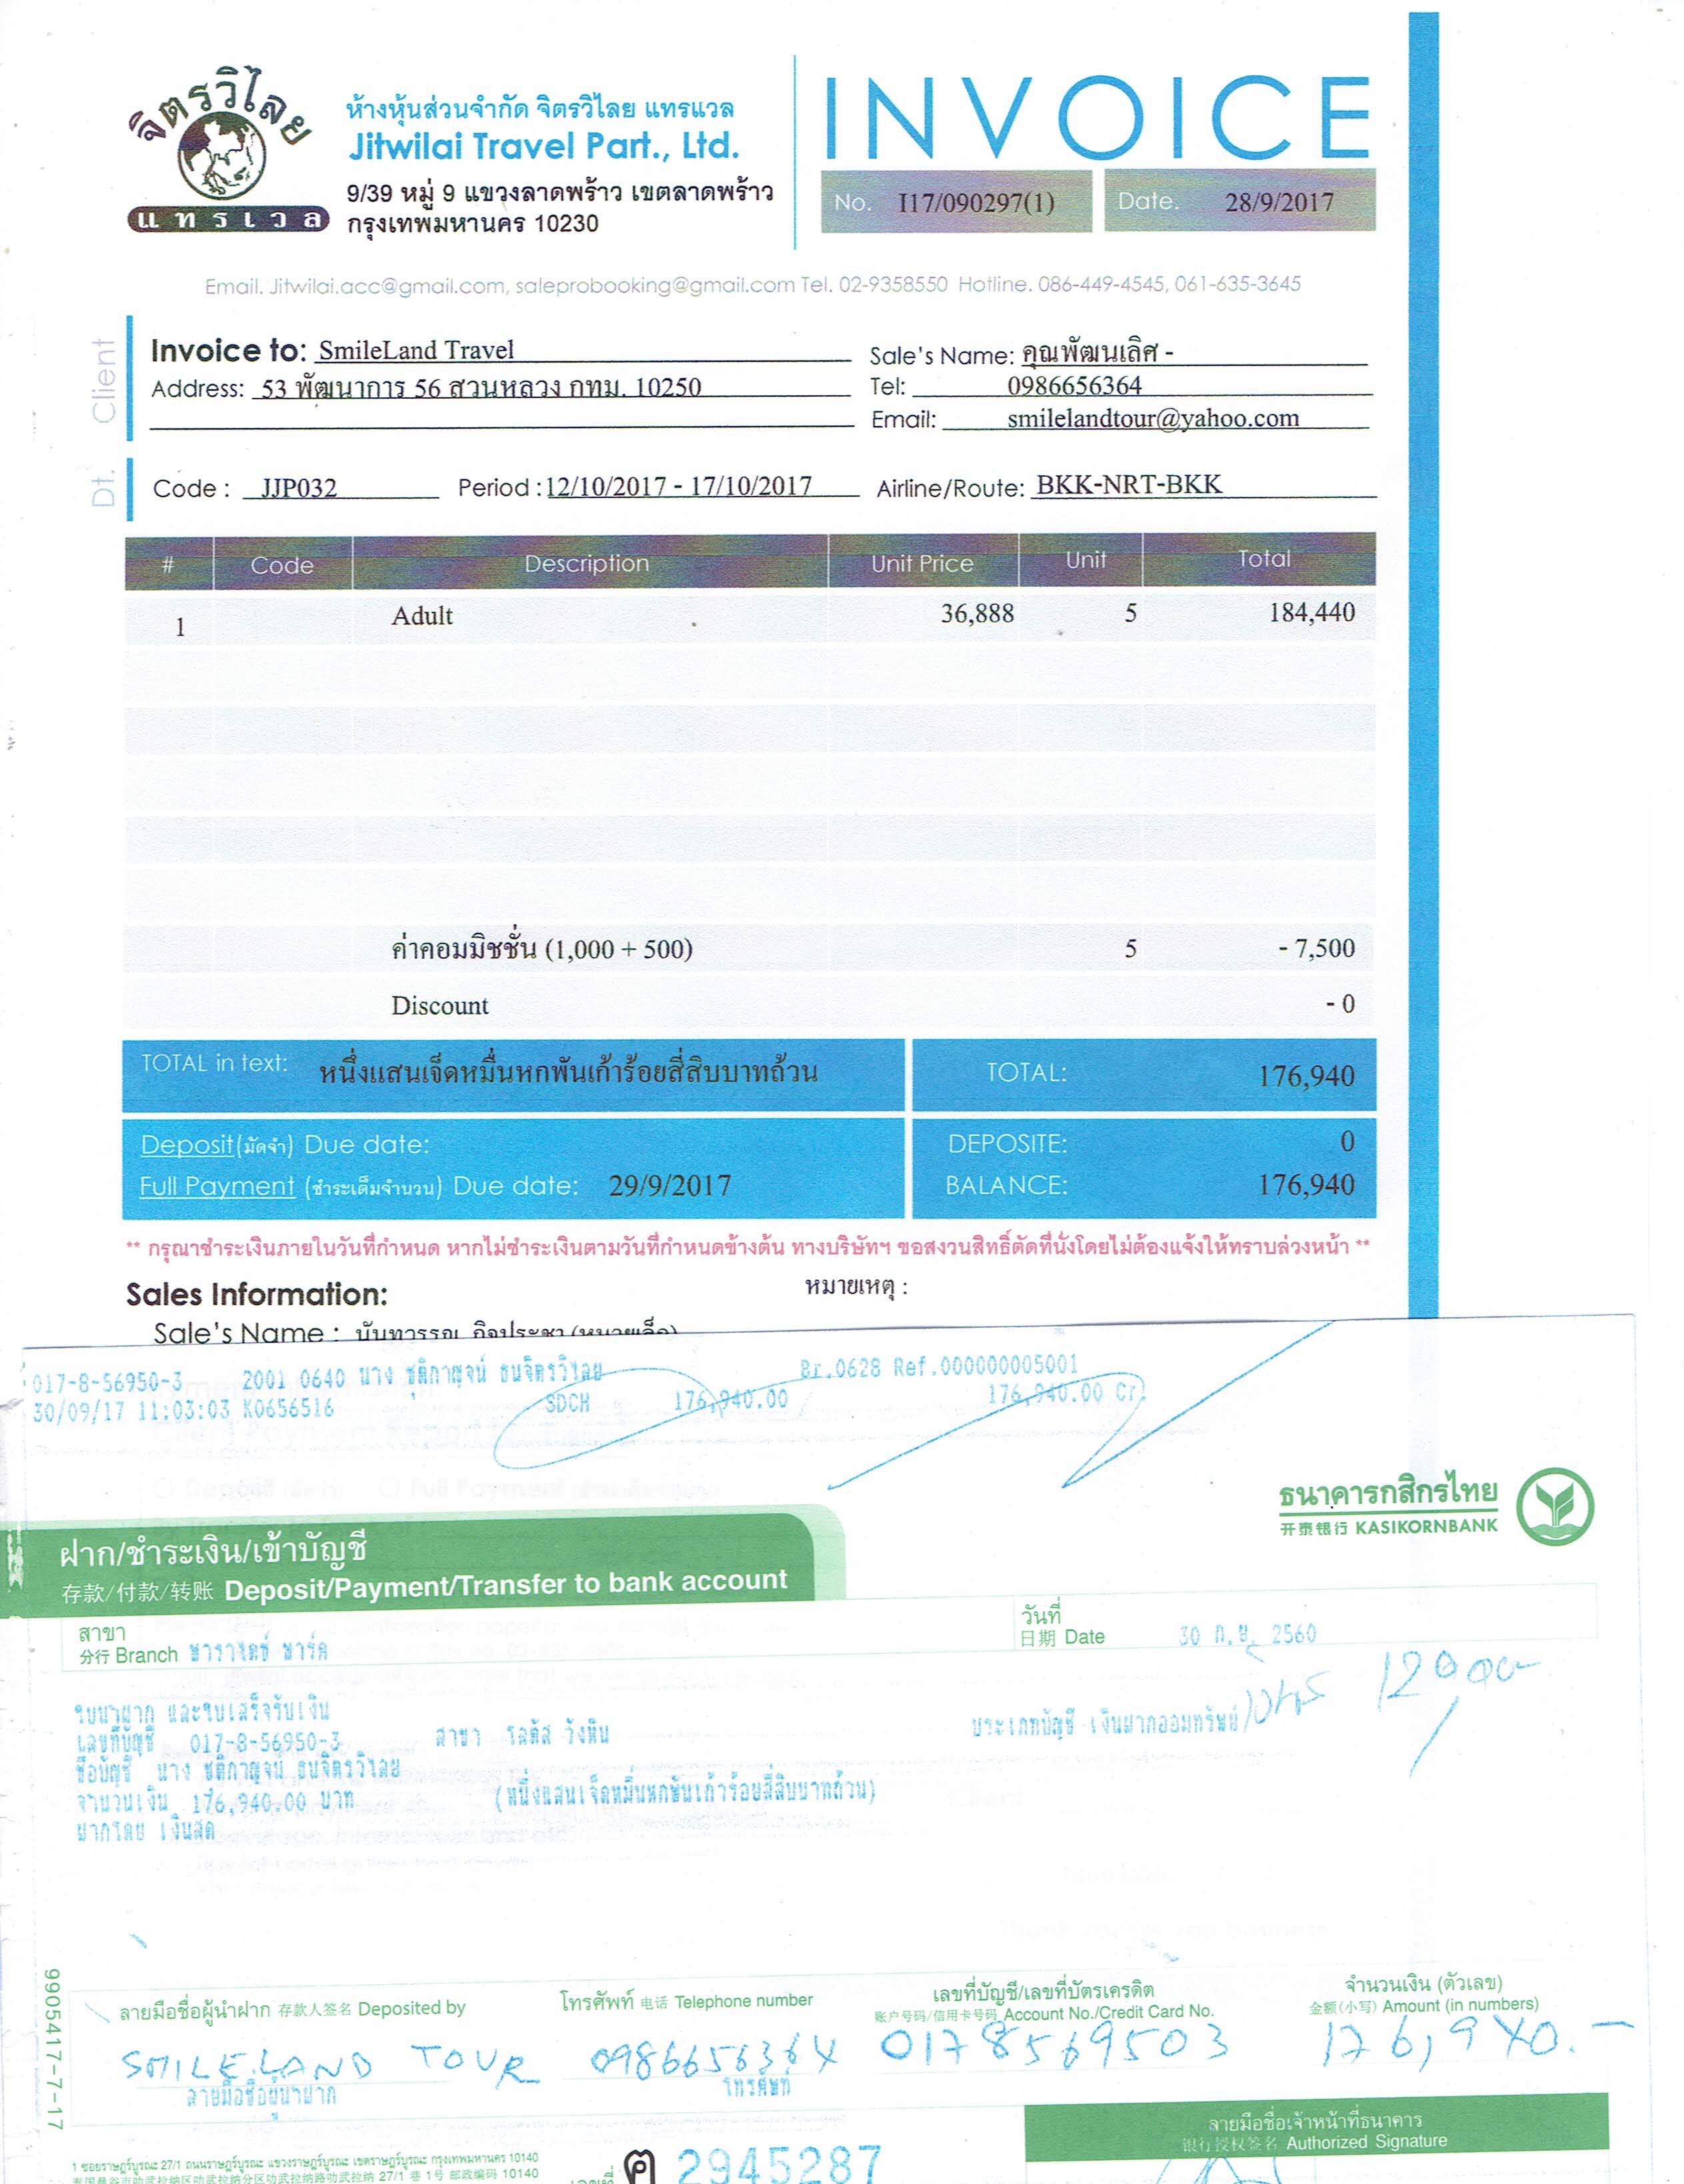 จิตรวิไลย
แทรเวล
ห้างหุ้นส่วนจำกัด จิตรวิไลย แทรแวล
Jitwilai Travel Part., Ltd.
9/39 หมู่ 9 แขวงลาดพร้าว เขตลาดพร้าว
กรุงเทพมหานคร 10230
INVOICE
No. I17/090297(1) Date. 28/9/2017
Email. Jitwilai.acc@gmail.com, saleprobooking@gmail.com Tel. 02-9358550 Hotline. 086-449-4545, 061-635-3645
Client
Invoice to: SmileLand Travel Sale's Name: คุณพัฒนเลิศ -
Address: 53 พัฒนาการ 56 สวนหลวง กทม. 10250 Tel: 0986656364
Email: smilelandtour@yahoo.com
Dt.
Code : JJP032 Period : 12/10/2017 - 17/10/2017 Airline/Route: BKK-NRT-BKK
# Code Description Unit Price Unit Total
1 Adult 36,888 5 184,440
ค่าคอมมิชชั่น (1,000 + 500) 5 - 7,500
Discount - 0
TOTAL in text: หนึ่งแสนเจ็ดหมื่นหกพันเก้าร้อยสี่สิบบาทถ้วน TOTAL: 176,940
Deposit(มัดจำ) Due date: DEPOSITE: 0
Full Payment (ชำระเต็มจำนวน) Due date: 29/9/2017 BALANCE: 176,940
** กรุณาชำระเงินภายในวันที่กำหนด หากไม่ชำระเงินตามวันที่กำหนดข้างต้น ทางบริษัทฯ ขอสงวนสิทธิ์ตัดที่นั่งโดยไม่ต้องแจ้งให้ทราบล่วงหน้า **
Sales Information: หมายเหตุ :
Sale's Name : นันทวรรณ กิจประชา (หมวยเล็ก)
017-8-56950-3 2001 0640 นาง ชุติกาญจน์ ธนจิตรวิไลย Br.0628 Ref.000000005001
30/09/17 11:03:03 K0656516 SDCH 176,940.00 176,940.00 Cr.
ธนาคารกสิกรไทย
开泰银行 KASIKORNBANK
ฝาก/ชำระเงิน/เข้าบัญชี
存款/付款/转账 Deposit/Payment/Transfer to bank account
สาขา วันที่
分行 Branch พาราไดซ์ พาร์ค 日期 Date 30 ก.ย. 2560
ใบนำฝาก และใบเสร็จรับเงิน
เลขที่บัญชี 017-8-56950-3 สาขา โลตัส วังหิน ประเภทบัญชี เงินฝากออมทรัพย์
ชื่อบัญชี นาง ชุติกาญจน์ ธนจิตรวิไลย
จำนวนเงิน 176,940.00 บาท (หนึ่งแสนเจ็ดหมื่นหกพันเก้าร้อยสี่สิบบาทถ้วน)
ฝากโดย เงินสด
9905417-7-17
ลายมือชื่อผู้นำฝาก 存款人签名 Deposited by โทรศัพท์ 电话 Telephone number เลขที่บัญชี/เลขที่บัตรเครดิต จำนวนเงิน (ตัวเลข)
账户号码/信用卡号码 Account No./Credit Card No. 金额(小写) Amount (in numbers)
SMILELAND TOUR 0986656364 0178569503 176,940.-
ลายมือชื่อผู้นำฝาก โทรศัพท์
ลายมือชื่อเจ้าหน้าที่ธนาคาร
银行授权签名 Authorized Signature
1 ซอยราษฎร์บูรณะ 27/1 ถนนราษฎร์บูรณะ แขวงราษฎร์บูรณะ เขตราษฎร์บูรณะ กรุงเทพมหานคร 10140
เลขที่ ฅ 2945287